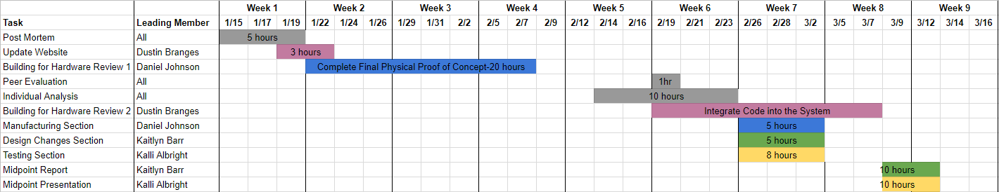 Week 1 Week 2 Week 3 Week 4 Week 5 Week 6 Week 7 Week 8 Week 9
Task Leading Member 1/15 1/17 1/19 1/22 1/24 1/26 1/29 1/31 2/2 2/5 2/7 2/9 2/12 2/14 2/16 2/19 2/21 2/23 2/26 2/28 3/2 3/5 3/7 3/9 3/12 3/14 3/16
Post Mortem All 5 hours
Update Website Dustin Branges 3 hours
Building for Hardware Review 1 Daniel Johnson Complete Final Physical Proof of Concept-20 hours
Peer Evaluation All 1hr
Individual Analysis All 10 hours
Building for Hardware Review 2 Dustin Branges Integrate Code into the System
Manufacturing Section Daniel Johnson 5 hours
Design Changes Section Kaitlyn Barr 5 hours
Testing Section Kalli Albright 8 hours
Midpoint Report Kaitlyn Barr 10 hours
Midpoint Presentation Kalli Albright 10 hours